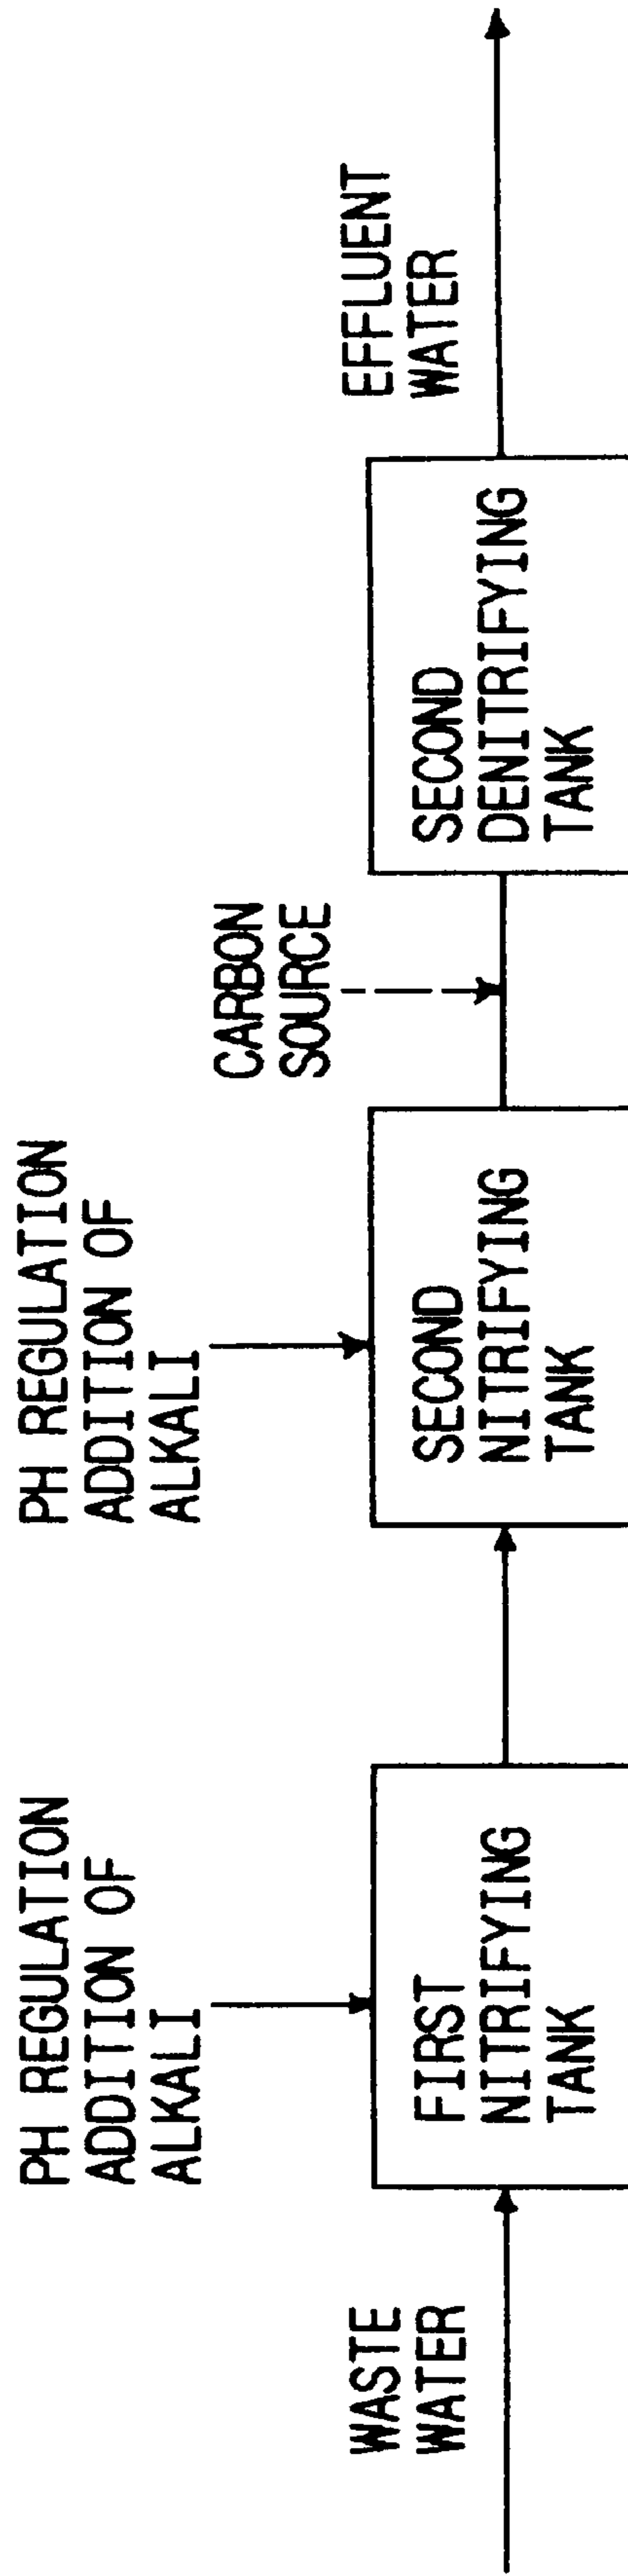 WASTE
WATER
PH REGULATION
ADDITION OF
ALKALI
FIRST
NITRIFYING
TANK
PH REGULATION
ADDITION OF
ALKALI
SECOND
NITRIFYING
TANK
CARBON
SOURCE
SECOND
DENITRIFYING
TANK
EFFLUENT
WATER